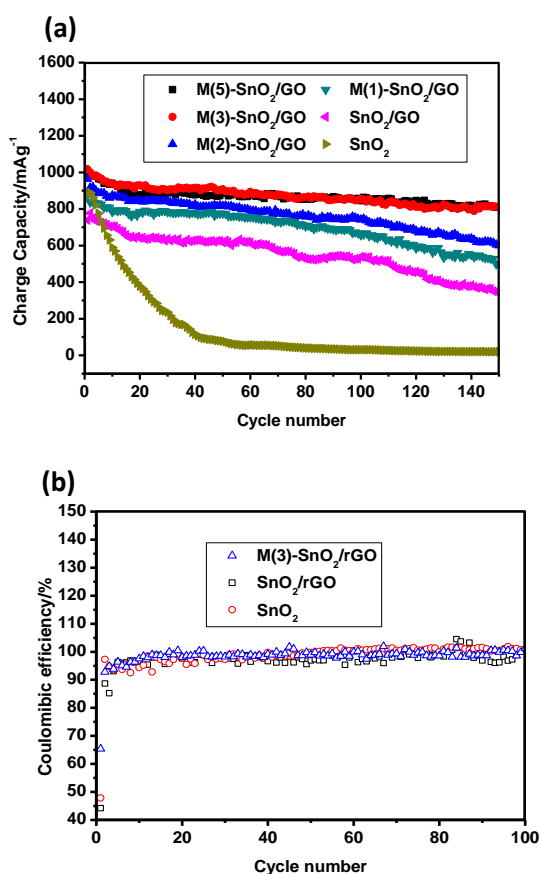 (a)
1600
1400
1200
1000
800
600
400
200
0
Charge Capacity/mAg⁻¹
M(5)-SnO₂/GO
M(1)-SnO₂/GO
M(3)-SnO₂/GO
SnO₂/GO
M(2)-SnO₂/GO
SnO₂
0 20 40 60 80 100 120 140
Cycle number
(b)
150
140
130
120
110
100
90
80
70
60
50
40
Coulombic efficiency/%
M(3)-SnO₂/rGO
SnO₂/rGO
SnO₂
0 20 40 60 80 100
Cycle number